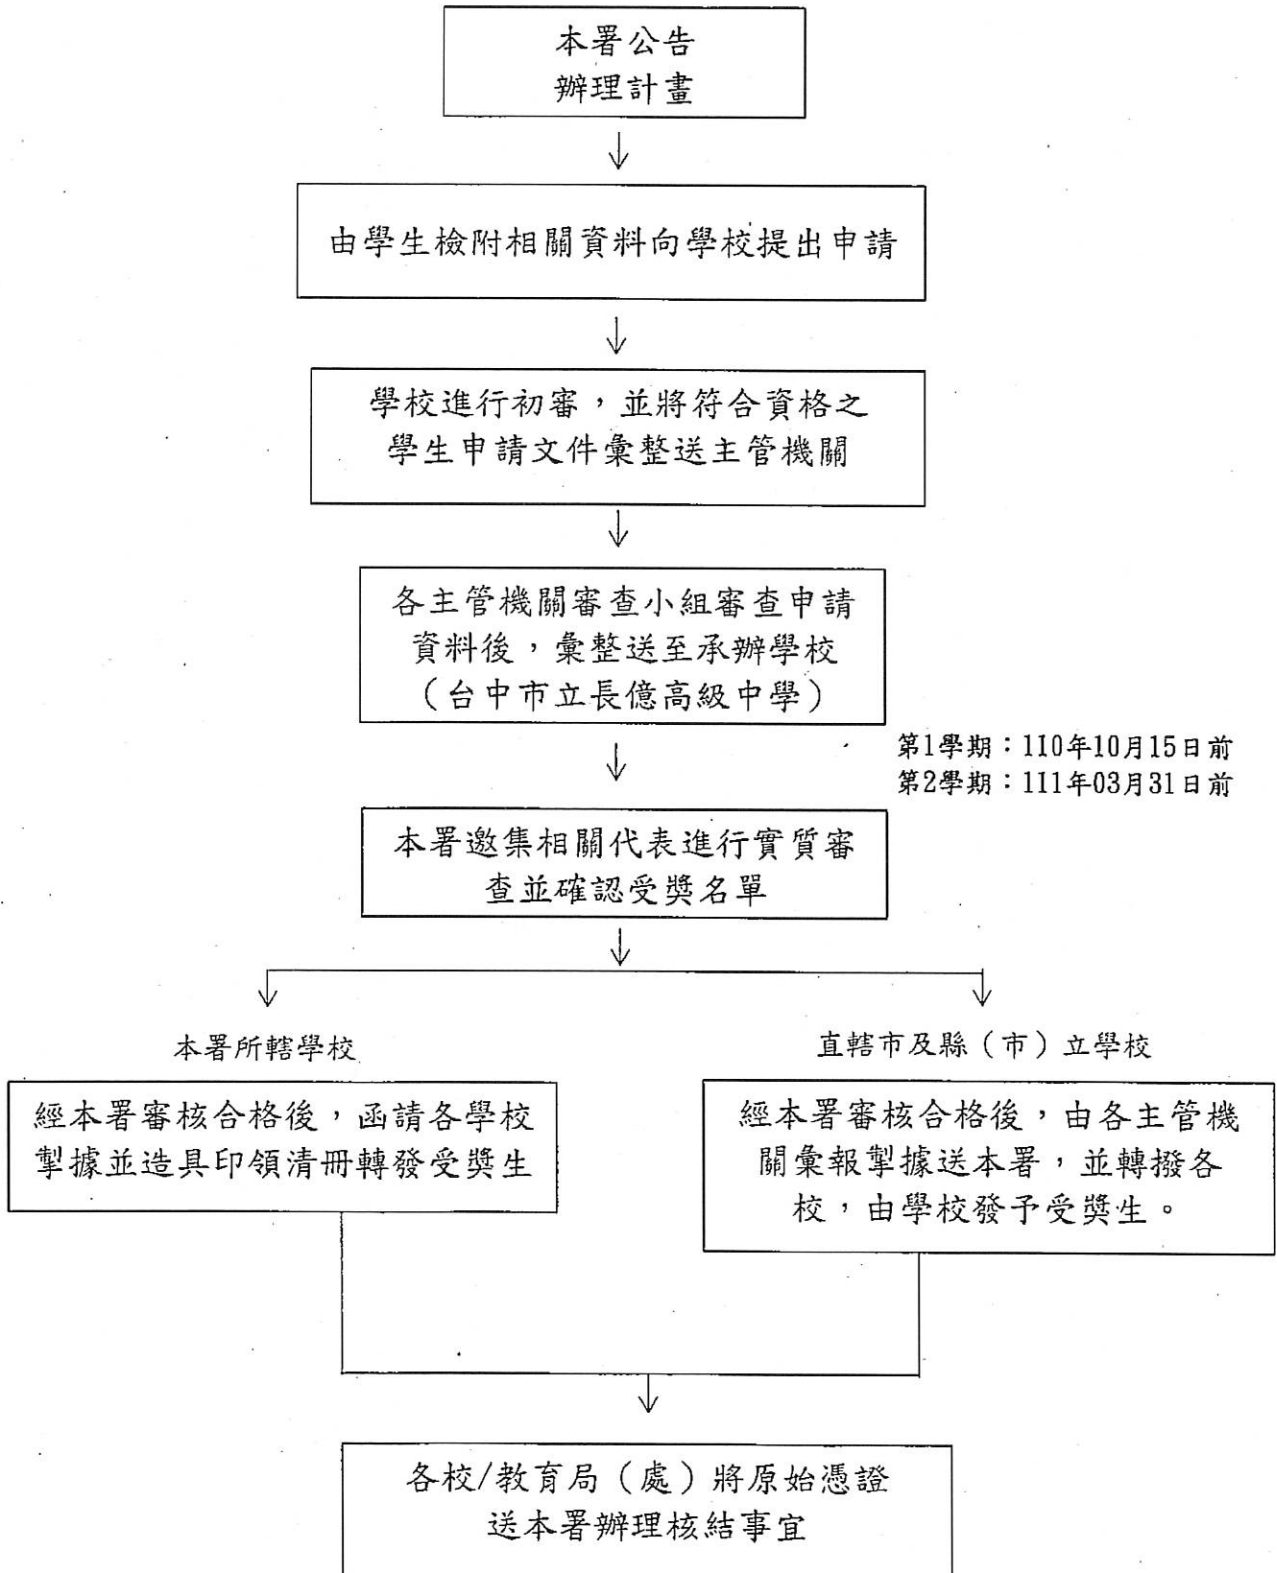 本署公告
辦理計畫
由學生檢附相關資料向學校提出申請
學校進行初審，並將符合資格之
學生申請文件彙整送主管機關
各主管機關審查小組審查申請
資料後，彙整送至承辦學校
（台中市立長億高級中學）
第1學期：110年10月15日前
第2學期：111年03月31日前
本署邀集相關代表進行實質審
查並確認受獎名單
本署所轄學校
經本署審核合格後，函請各學校
掣據並造具印領清冊轉發受獎生
直轄市及縣（市）立學校
經本署審核合格後，由各主管機
關彙報掣據送本署，並轉撥各
校，由學校發予受獎生。
各校/教育局（處）將原始憑證
送本署辦理核結事宜